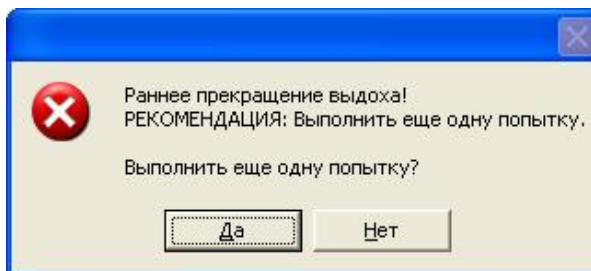 Раннее прекращение выдоха!
РЕКОМЕНДАЦИЯ: Выполнить еще одну попытку.
Выполнить еще одну попытку?
Да Нет